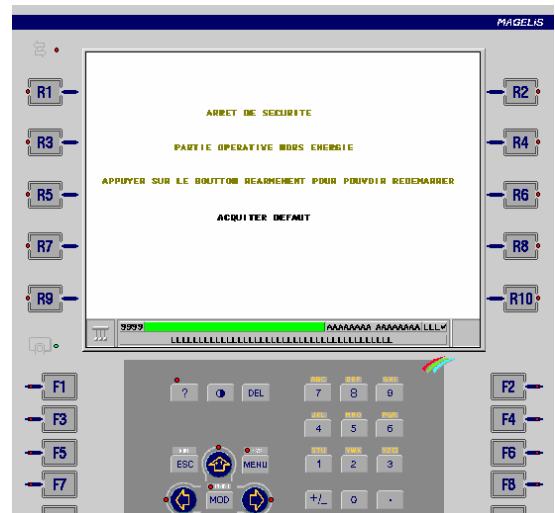 MAGELiS
R1
R2
ARRET DE SECURITE
R3
R4
PARTIE OPERATIVE HORS ENERGIE
APPUYER SUR LE BOUTTON REARMEMENT POUR POUVOIR REDEMARRER
R5
R6
ACQUITER DEFAUT
R7
R8
R9
R10
9999 AAAAAAAA AAAAAAAA LLL
LLLLLLLLLLLLLLLLLLLLLLLLLLLLLLLLLLLLLLLL
F1
F2
? DEL
ABC DEF
7 8 9
F3
F4
JKL MNO PQR
4 5 6
F5
F6
STU VWX YZ
ESC MENU
1 2 3
F7
F8
MOD
+/_ 0 .